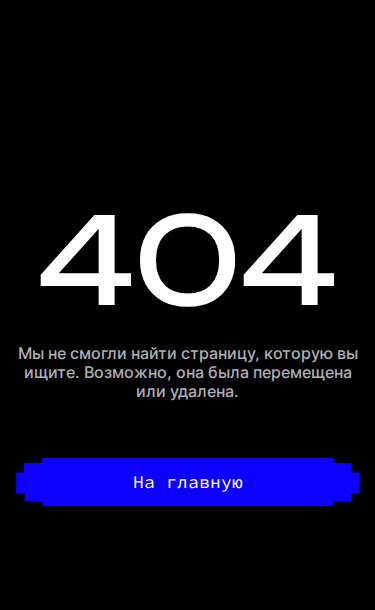 404
Мы не смогли найти страницу, которую вы
ищите. Возможно, она была перемещена
или удалена.
На главную